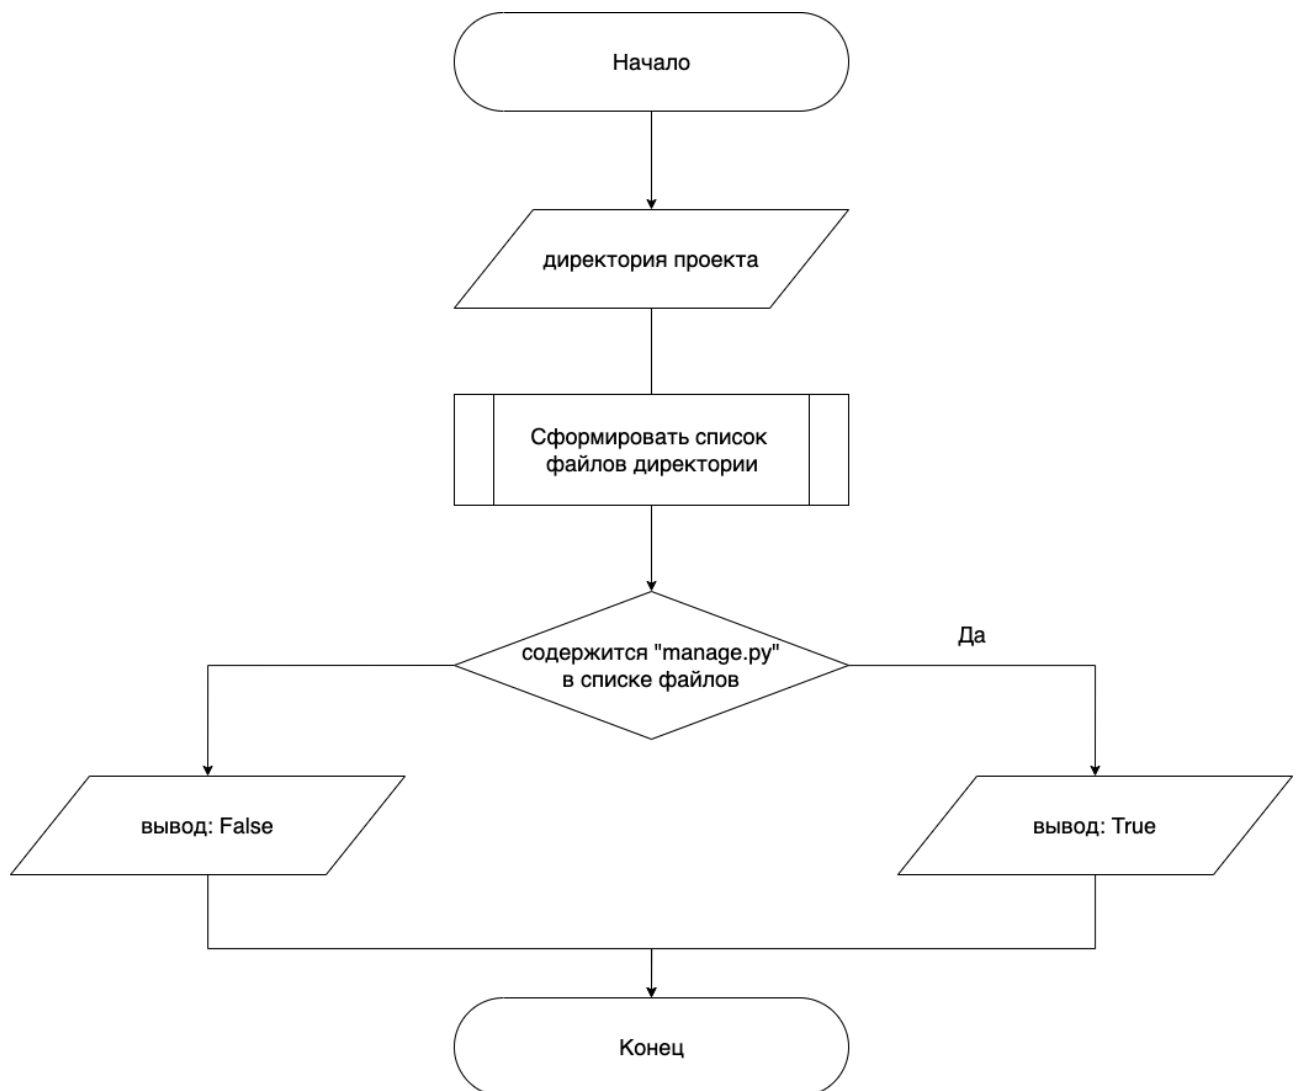 Начало
директория проекта
Сформировать список
файлов директории
содержится "manage.py"
в списке файлов
Да
вывод: False
вывод: True
Конец